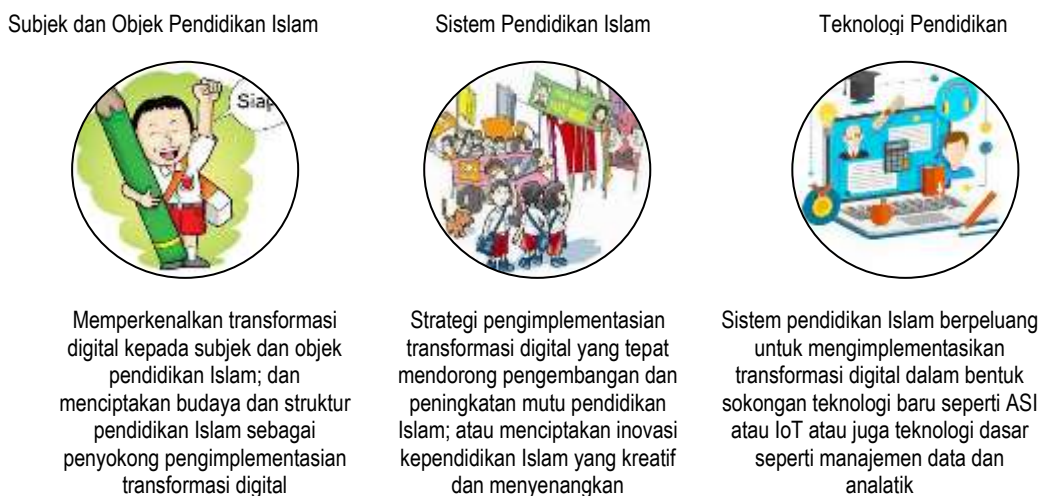 Subjek dan Objek Pendidikan Islam
Sistem Pendidikan Islam
Teknologi Pendidikan
Siap
Memperkenalkan transformasi
digital kepada subjek dan objek
pendidikan Islam; dan
menciptakan budaya dan struktur
pendidikan Islam sebagai
penyokong pengimplementasian
transformasi digital
Strategi pengimplementasian
transformasi digital yang tepat
mendorong pengembangan dan
peningkatan mutu pendidikan
Islam; atau menciptakan inovasi
kependidikan Islam yang kreatif
dan menyenangkan
Sistem pendidikan Islam berpeluang
untuk mengimplementasikan
transformasi digital dalam bentuk
sokongan teknologi baru seperti ASI
atau IoT atau juga teknologi dasar
seperti manajemen data dan
analatik